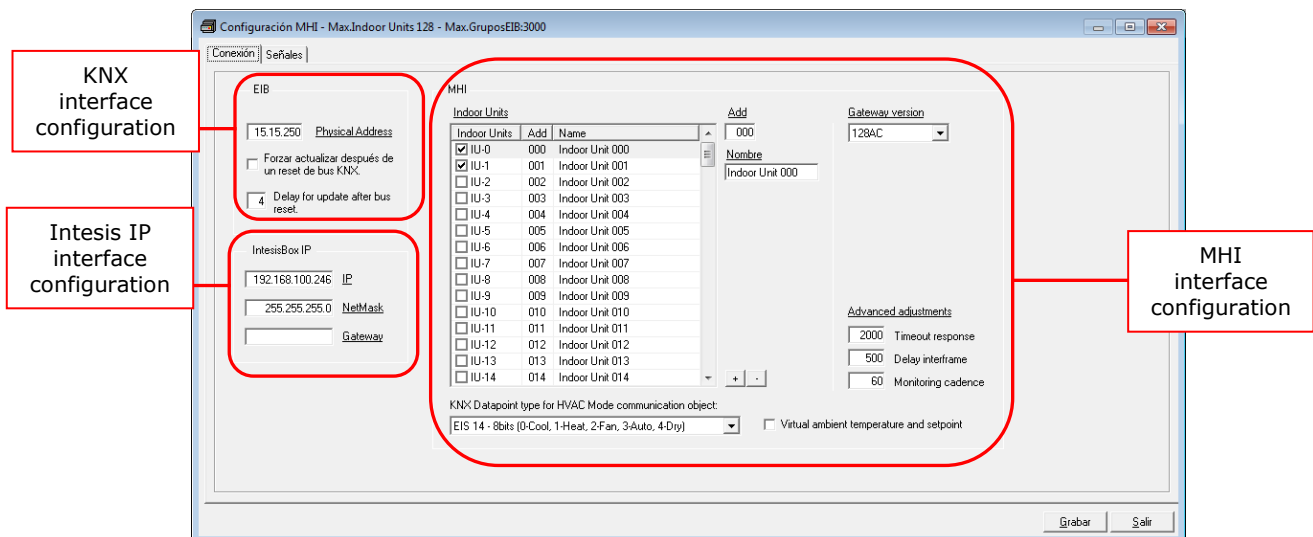 Configuración MHI - Max.Indoor Units 128 - Max.GruposEIB:3000
Conexión
Señales
KNX
interface
configuration
EIB
15.15.250 Physical Address
Forzar actualizar después de
un reset de bus KNX.
4 Delay for update after bus
reset.
Intesis IP
interface
configuration
IntesisBox IP
192.168.100.246 IP
255.255.255.0 NetMask
Gateway
MHI
Indoor Units
Indoor Units Add Name
IU-0 000 Indoor Unit 000
IU-1 001 Indoor Unit 001
IU-2 002 Indoor Unit 002
IU-3 003 Indoor Unit 003
IU-4 004 Indoor Unit 004
IU-5 005 Indoor Unit 005
IU-6 006 Indoor Unit 006
IU-7 007 Indoor Unit 007
IU-8 008 Indoor Unit 008
IU-9 009 Indoor Unit 009
IU-10 010 Indoor Unit 010
IU-11 011 Indoor Unit 011
IU-12 012 Indoor Unit 012
IU-13 013 Indoor Unit 013
IU-14 014 Indoor Unit 014
Add
000
Nombre
Indoor Unit 000
+ -
Gateway version
128AC
Advanced adjustments
2000 Timeout response
500 Delay interframe
60 Monitoring cadence
KNX Datapoint type for HVAC Mode communication object:
EIS 14 - 8bits (0-Cool, 1-Heat, 2-Fan, 3-Auto, 4-Dry)
Virtual ambient temperature and setpoint
MHI
interface
configuration
Grabar
Salir